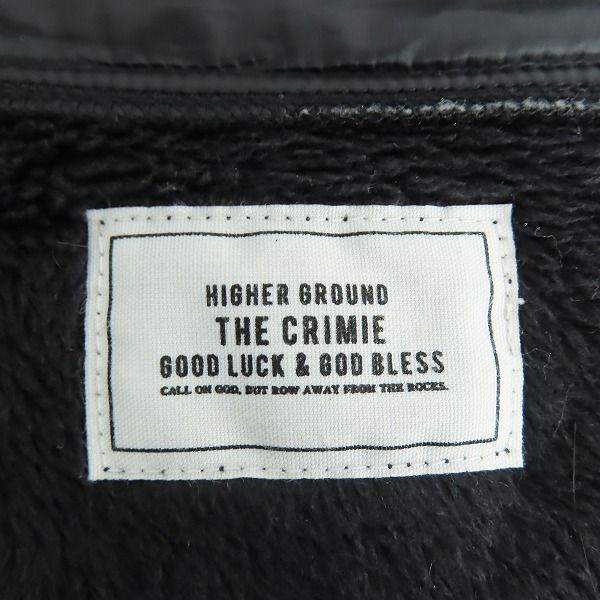 HIGHER GROUND
THE CRIMIE
GOOD LUCK & GOD BLESS
CALL ON GOD, BUT ROW AWAY FROM THE ROCKS.